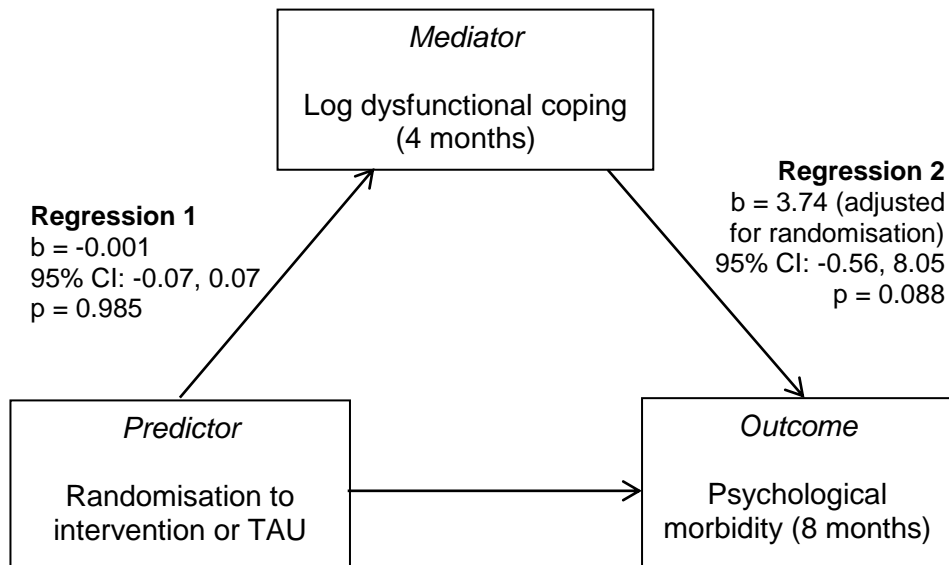 Mediator
Log dysfunctional coping
(4 months)
Regression 1
b = -0.001
95% CI: -0.07, 0.07
p = 0.985
Regression 2
b = 3.74 (adjusted
for randomisation)
95% CI: -0.56, 8.05
p = 0.088
Predictor
Randomisation to
intervention or TAU
Outcome
Psychological
morbidity (8 months)